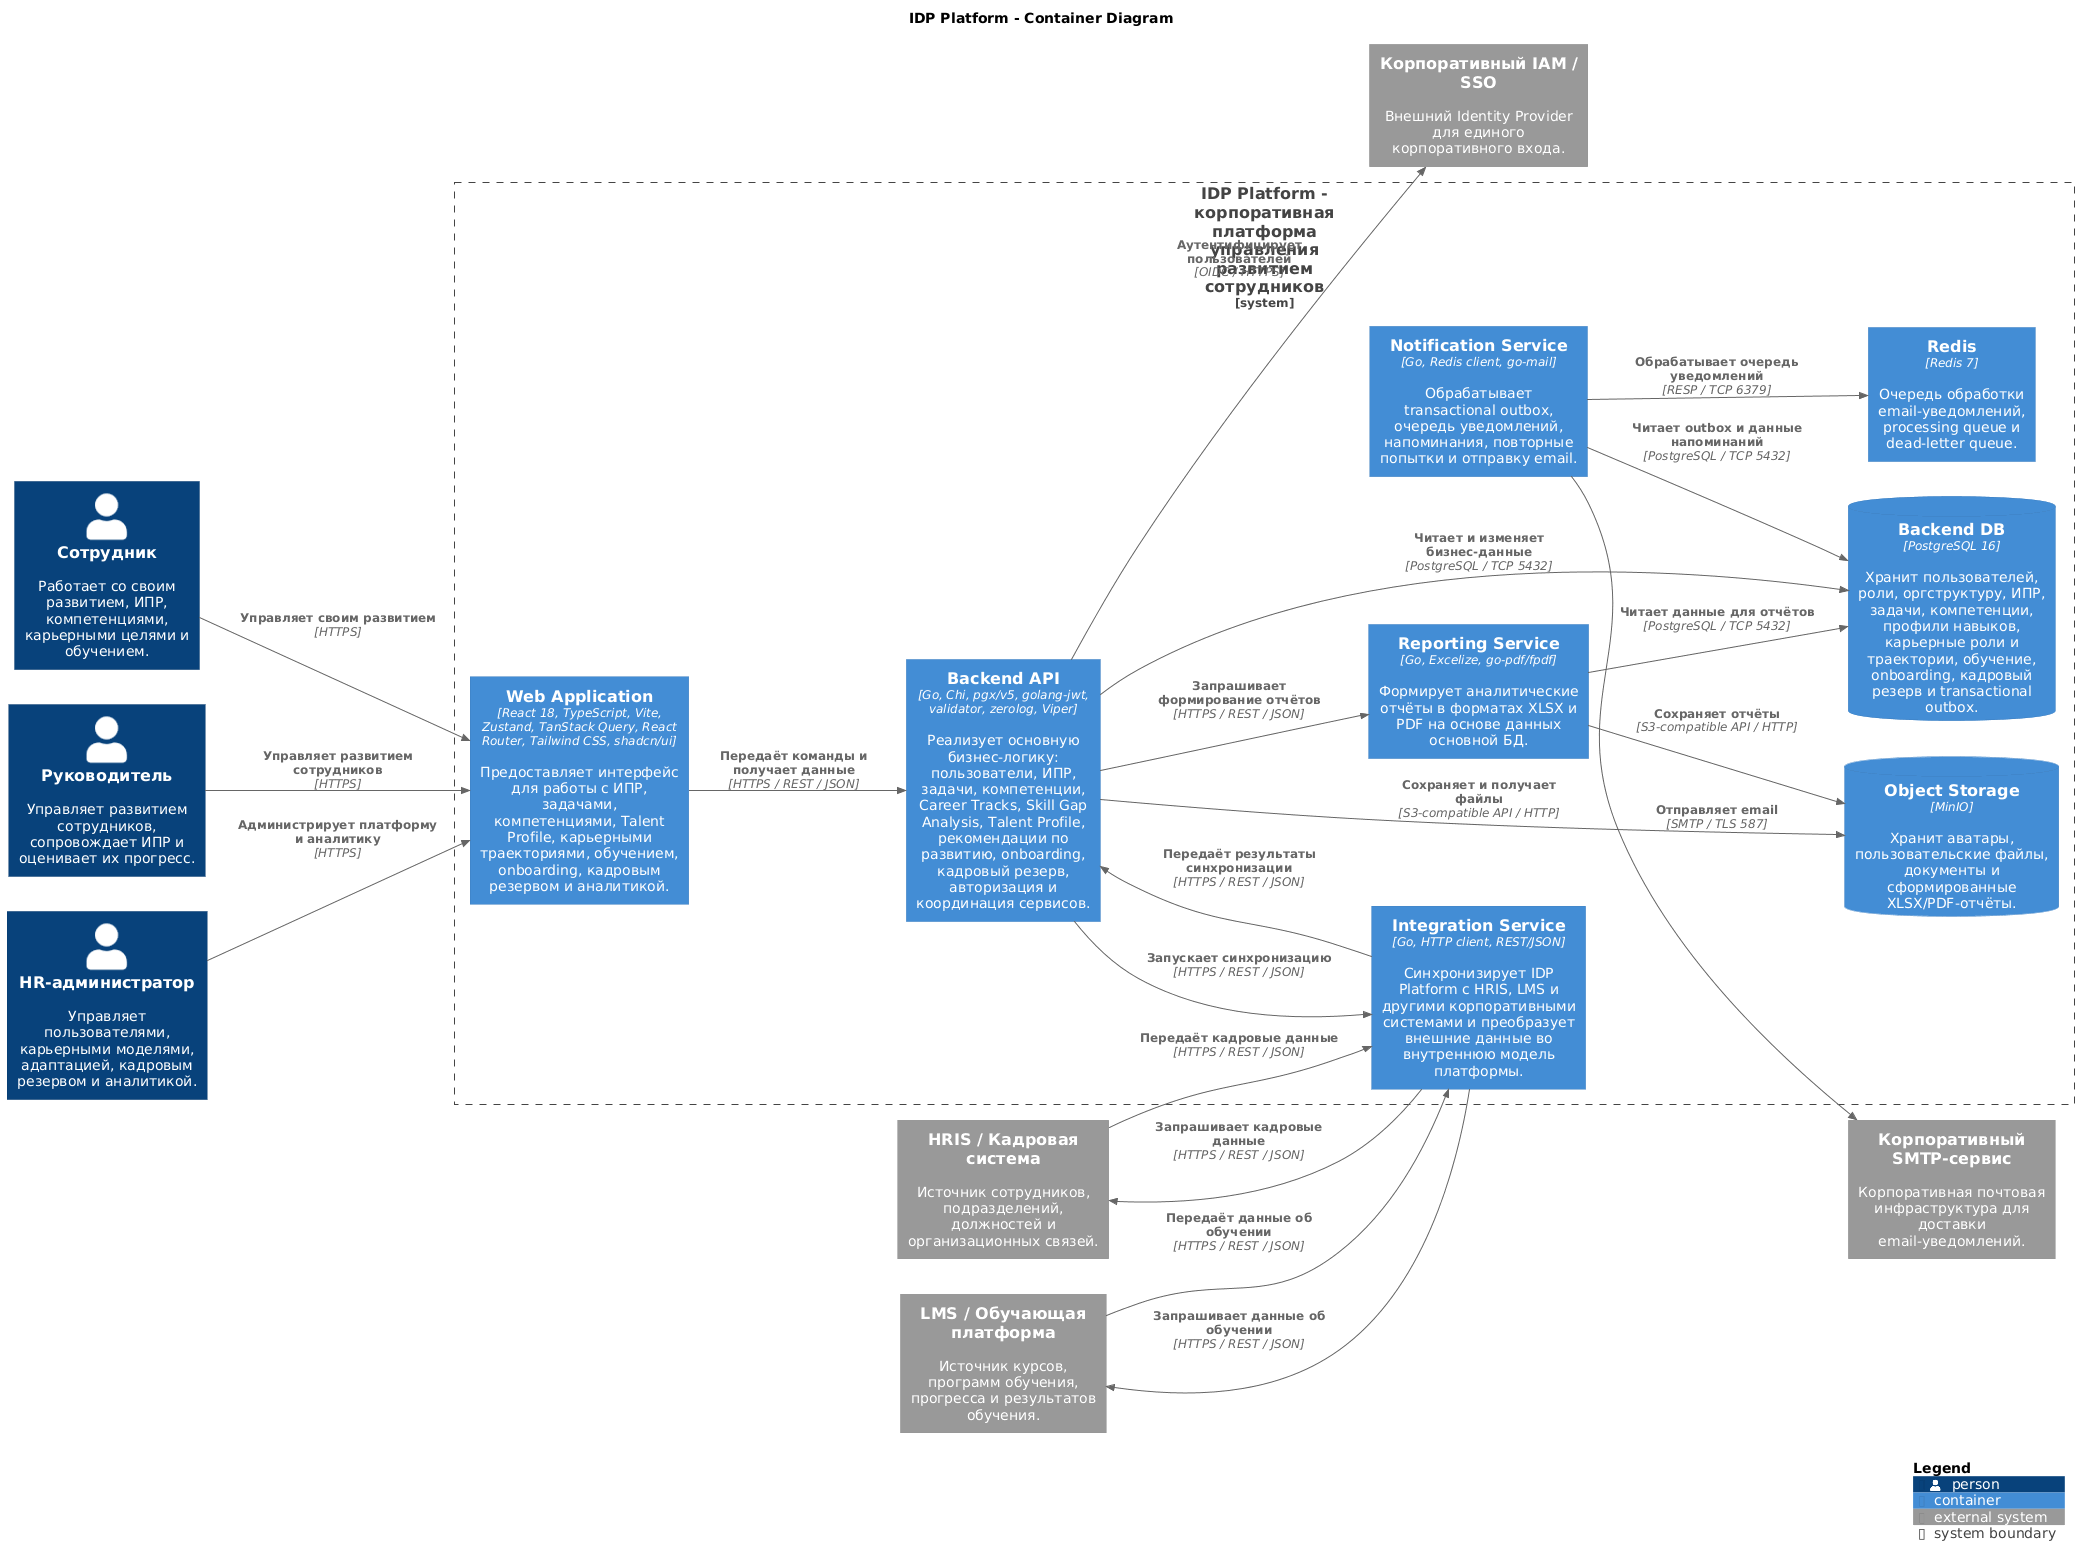 IDP Platform - Container Diagram
Корпоративный IAM /
SSO
Внешний Identity Provider
для единого
корпоративного входа.
IDP Platform -
корпоративная
платформа
управления
развитием
сотрудников
[system]
Аутентифицирует
пользователей
[OIDC / HTTPS]
Notification Service
[Go, Redis client, go-mail]
Обрабатывает
transactional outbox,
очередь уведомлений,
напоминания, повторные
попытки и отправку email.
Обрабатывает очередь
уведомлений
[RESP / TCP 6379]
Redis
[Redis 7]
Очередь обработки
email-уведомлений,
processing queue и
dead-letter queue.
Читает outbox и данные
напоминаний
[PostgreSQL / TCP 5432]
Сотрудник
Работает со своим
развитием, ИПР,
компетенциями,
карьерными целями и
обучением.
Управляет своим развитием
[HTTPS]
Читает и изменяет
бизнес-данные
[PostgreSQL / TCP 5432]
Backend DB
[PostgreSQL 16]
Хранит пользователей,
роли, оргструктуру, ИПР,
задачи, компетенции,
профили навыков,
карьерные роли и
траектории, обучение,
onboarding, кадровый
резерв и transactional
outbox.
Читает данные для отчётов
[PostgreSQL / TCP 5432]
Reporting Service
[Go, Excelize, go-pdf/fpdf]
Формирует аналитические
отчёты в форматах XLSX и
PDF на основе данных
основной БД.
Запрашивает
формирование отчётов
[HTTPS / REST / JSON]
Сохраняет отчёты
[S3-compatible API / HTTP]
Руководитель
Управляет развитием
сотрудников,
сопровождает ИПР и
оценивает их прогресс.
Управляет развитием
сотрудников
[HTTPS]
Web Application
[React 18, TypeScript, Vite,
Zustand, TanStack Query, React
Router, Tailwind CSS, shadcn/ui]
Предоставляет интерфейс
для работы с ИПР,
задачами,
компетенциями, Talent
Profile, карьерными
траекториями, обучением,
onboarding, кадровым
резервом и аналитикой.
Передаёт команды и
получает данные
[HTTPS / REST / JSON]
Backend API
[Go, Chi, pgx/v5, golang-jwt,
validator, zerolog, Viper]
Реализует основную
бизнес-логику:
пользователи, ИПР,
задачи, компетенции,
Career Tracks, Skill Gap
Analysis, Talent Profile,
рекомендации по
развитию, onboarding,
кадровый резерв,
авторизация и
координация сервисов.
Сохраняет и получает
файлы
[S3-compatible API / HTTP]
Отправляет email
[SMTP / TLS 587]
Object Storage
[MinIO]
Хранит аватары,
пользовательские файлы,
документы и
сформированные
XLSX/PDF-отчёты.
Администрирует платформу
и аналитику
[HTTPS]
HR-администратор
Управляет
пользователями,
карьерными моделями,
адаптацией, кадровым
резервом и аналитикой.
Передаёт результаты
синхронизации
[HTTPS / REST / JSON]
Запускает синхронизацию
[HTTPS / REST / JSON]
Integration Service
[Go, HTTP client, REST/JSON]
Синхронизирует IDP
Platform с HRIS, LMS и
другими корпоративными
системами и преобразует
внешние данные во
внутреннюю модель
платформы.
Передаёт кадровые данные
[HTTPS / REST / JSON]
HRIS / Кадровая
система
Источник сотрудников,
подразделений,
должностей и
организационных связей.
Запрашивает кадровые
данные
[HTTPS / REST / JSON]
Корпоративный
SMTP-сервис
Корпоративная почтовая
инфраструктура для
доставки
email-уведомлений.
Передаёт данные об
обучении
[HTTPS / REST / JSON]
LMS / Обучающая
платформа
Источник курсов,
программ обучения,
прогресса и результатов
обучения.
Запрашивает данные об
обучении
[HTTPS / REST / JSON]
Legend
person
container
external system
system boundary